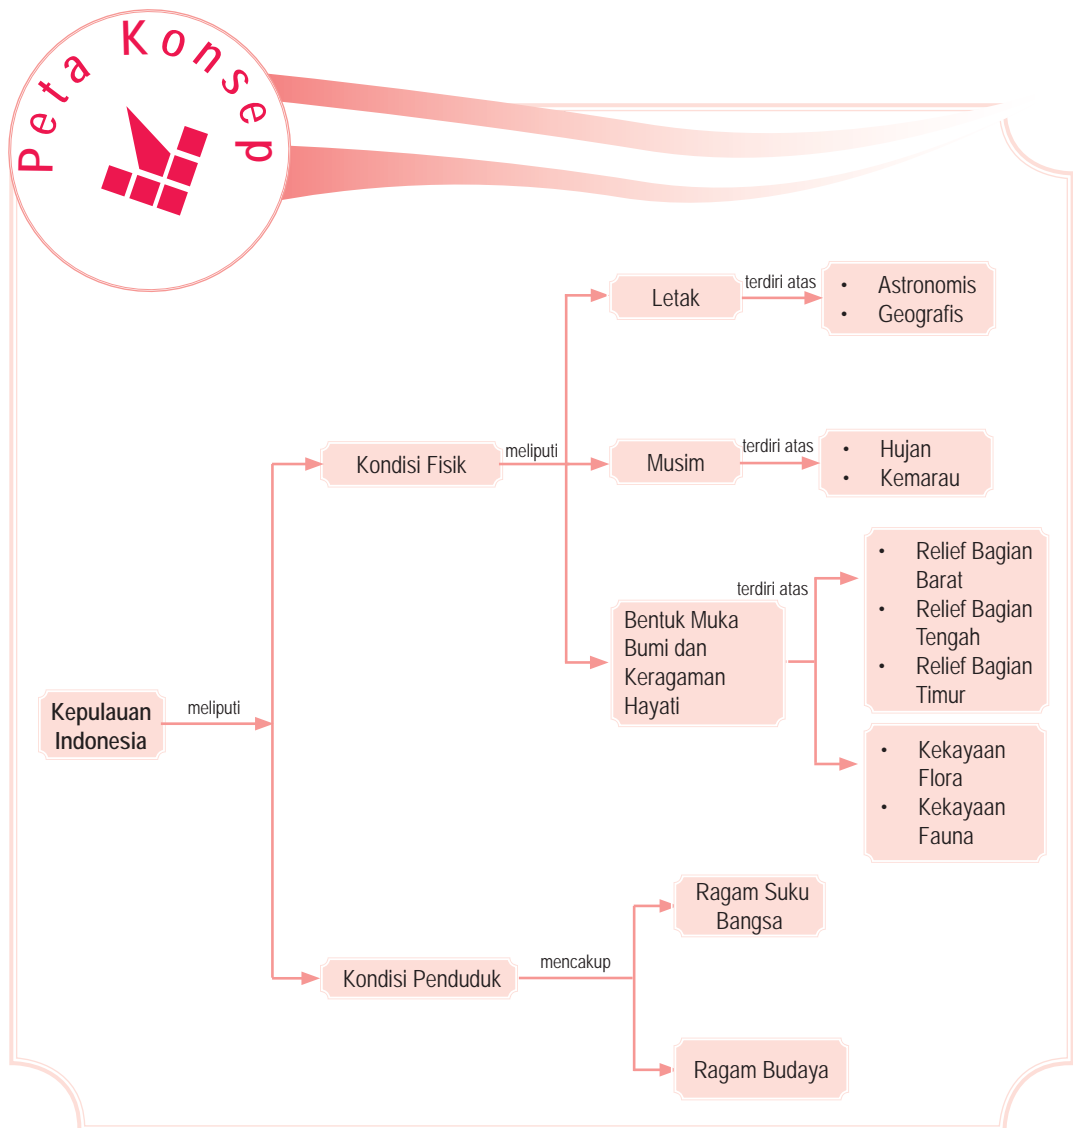 Peta Konsep
Letak
terdiri atas
• Astronomis
• Geografis
Kondisi Fisik
meliputi
Musim
terdiri atas
• Hujan
• Kemarau
Bentuk Muka
Bumi dan
Keragaman
Hayati
terdiri atas
• Relief Bagian
Barat
• Relief Bagian
Tengah
• Relief Bagian
Timur
• Kekayaan
Flora
• Kekayaan
Fauna
Kepulauan
Indonesia
meliputi
Kondisi Penduduk
mencakup
Ragam Suku
Bangsa
Ragam Budaya